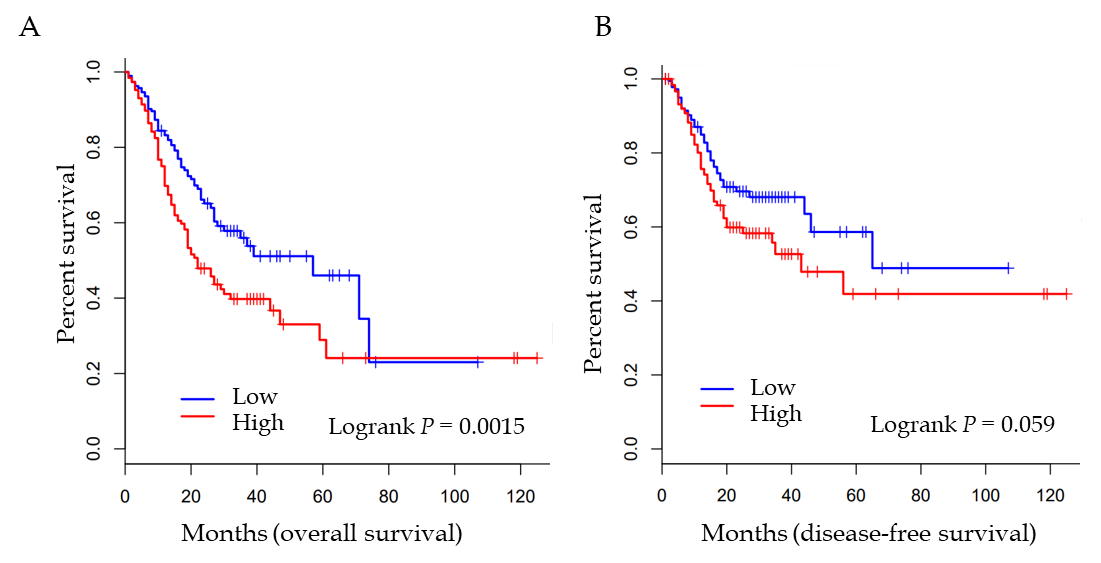 A
Percent survival
1.0
0.8
0.6
0.4
0.2
0.0
Low
High
Logrank P = 0.0015
0 20 40 60 80 100 120
Months (overall survival)
B
Percent survival
1.0
0.8
0.6
0.4
0.2
0.0
Low
High
Logrank P = 0.059
0 20 40 60 80 100 120
Months (disease-free survival)